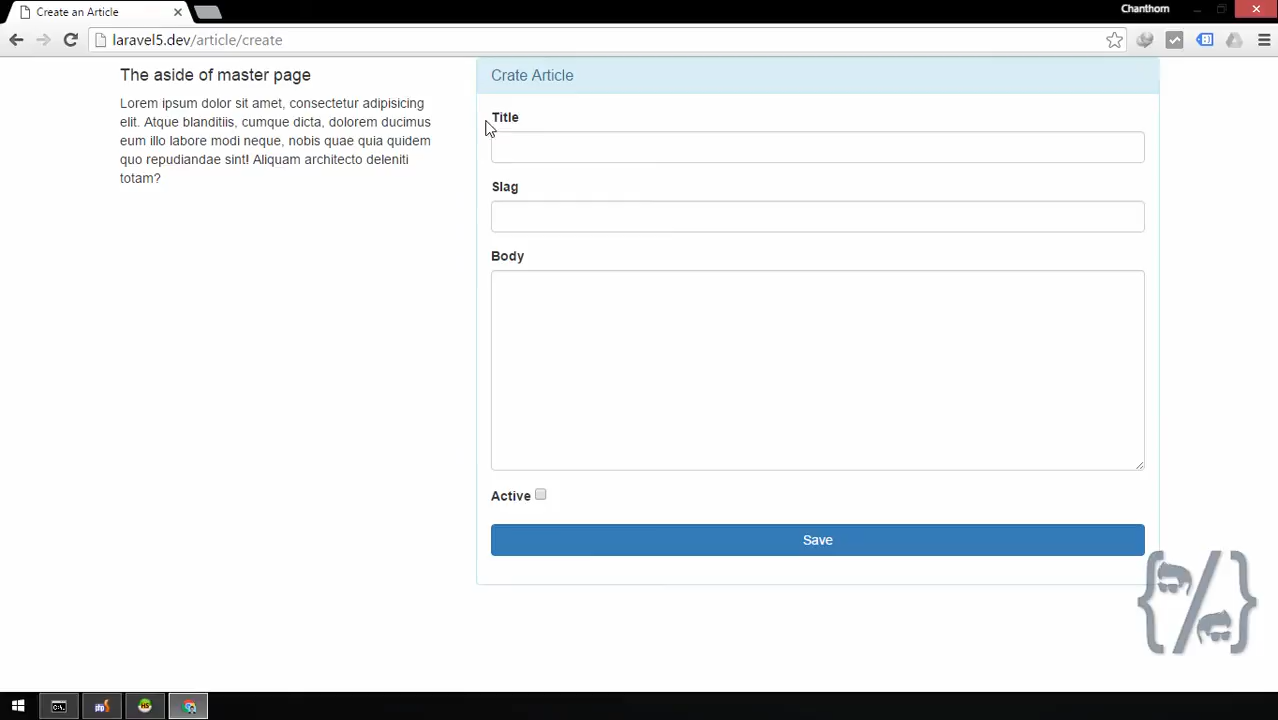 Create an Article
Chanthorn
laravel5.dev/article/create
The aside of master page
Lorem ipsum dolor sit amet, consectetur adipisicing
elit. Atque blanditiis, cumque dicta, dolorem ducimus
eum illo labore modi neque, nobis quae quia quidem
quo repudiandae sint! Aliquam architecto deleniti
totam?
Crate Article
Title
Slag
Body
Active
Save